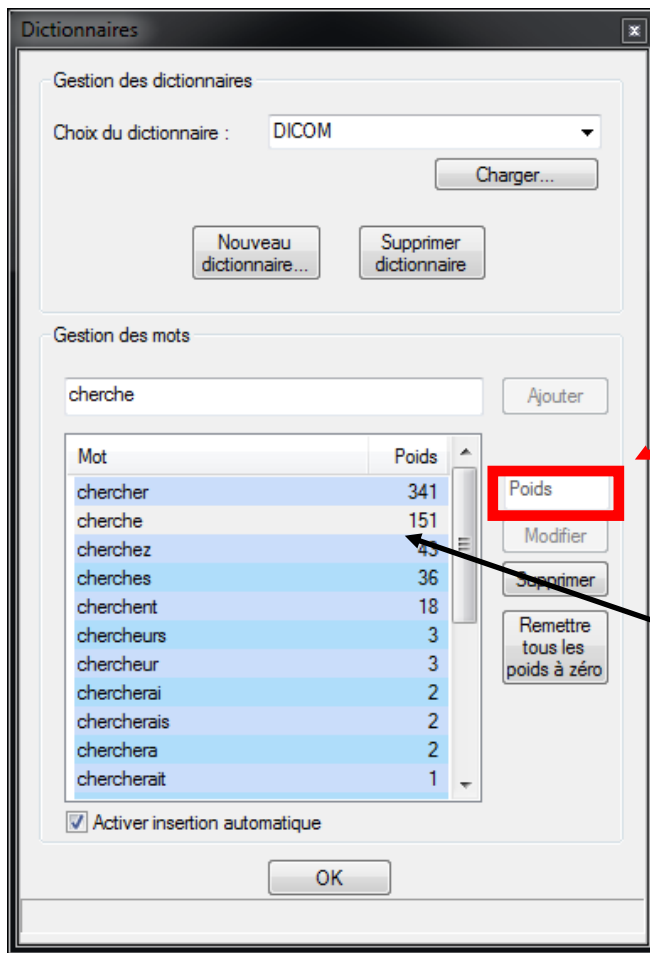 Dictionnaires
Gestion des dictionnaires
Choix du dictionnaire : DICOM
Charger...
Nouveau dictionnaire...
Supprimer dictionnaire
Gestion des mots
cherche
Ajouter
Mot Poids
chercher 341
cherche 151
cherchez 43
cherches 36
cherchent 18
chercheurs 3
chercheur 3
chercherai 2
chercherais 2
cherchera 2
chercherait 1
Poids
Modifier
Supprimer
Remettre
tous les
poids à zéro
Activer insertion automatique
OK